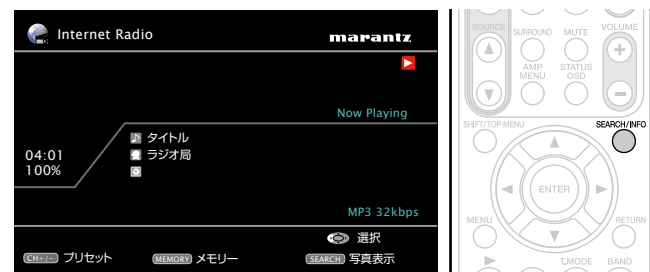 Internet Radio
marantz
Now Playing
タイトル
ラジオ局
04:01
100%
MP3 32kbps
選択
CH+/− プリセット
MEMORY メモリー
SEARCH 写真表示
SOURCE
SURROUND
MUTE
VOLUME
AMP MENU
STATUS OSD
SHIFT/TOP MENU
SEARCH/INFO
ENTER
MENU
RETURN
T.MODE
BAND